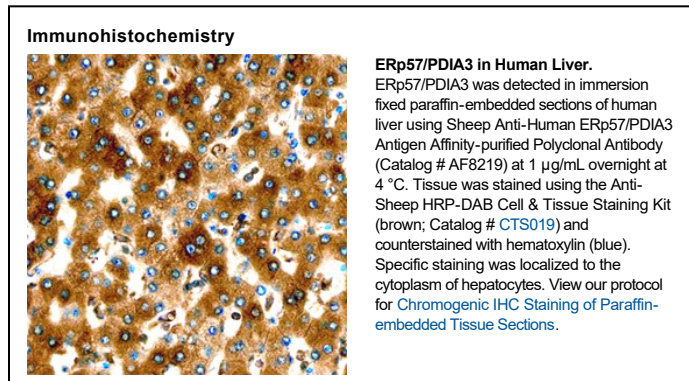 Immunohistochemistry
ERp57/PDIA3 in Human Liver.
ERp57/PDIA3 was detected in immersion
fixed paraffin-embedded sections of human
liver using Sheep Anti-Human ERp57/PDIA3
Antigen Affinity-purified Polyclonal Antibody
(Catalog # AF8219) at 1 µg/mL overnight at
4 °C. Tissue was stained using the Anti-
Sheep HRP-DAB Cell & Tissue Staining Kit
(brown; Catalog # CTS019) and
counterstained with hematoxylin (blue).
Specific staining was localized to the
cytoplasm of hepatocytes. View our protocol
for Chromogenic IHC Staining of Paraffin-
embedded Tissue Sections.